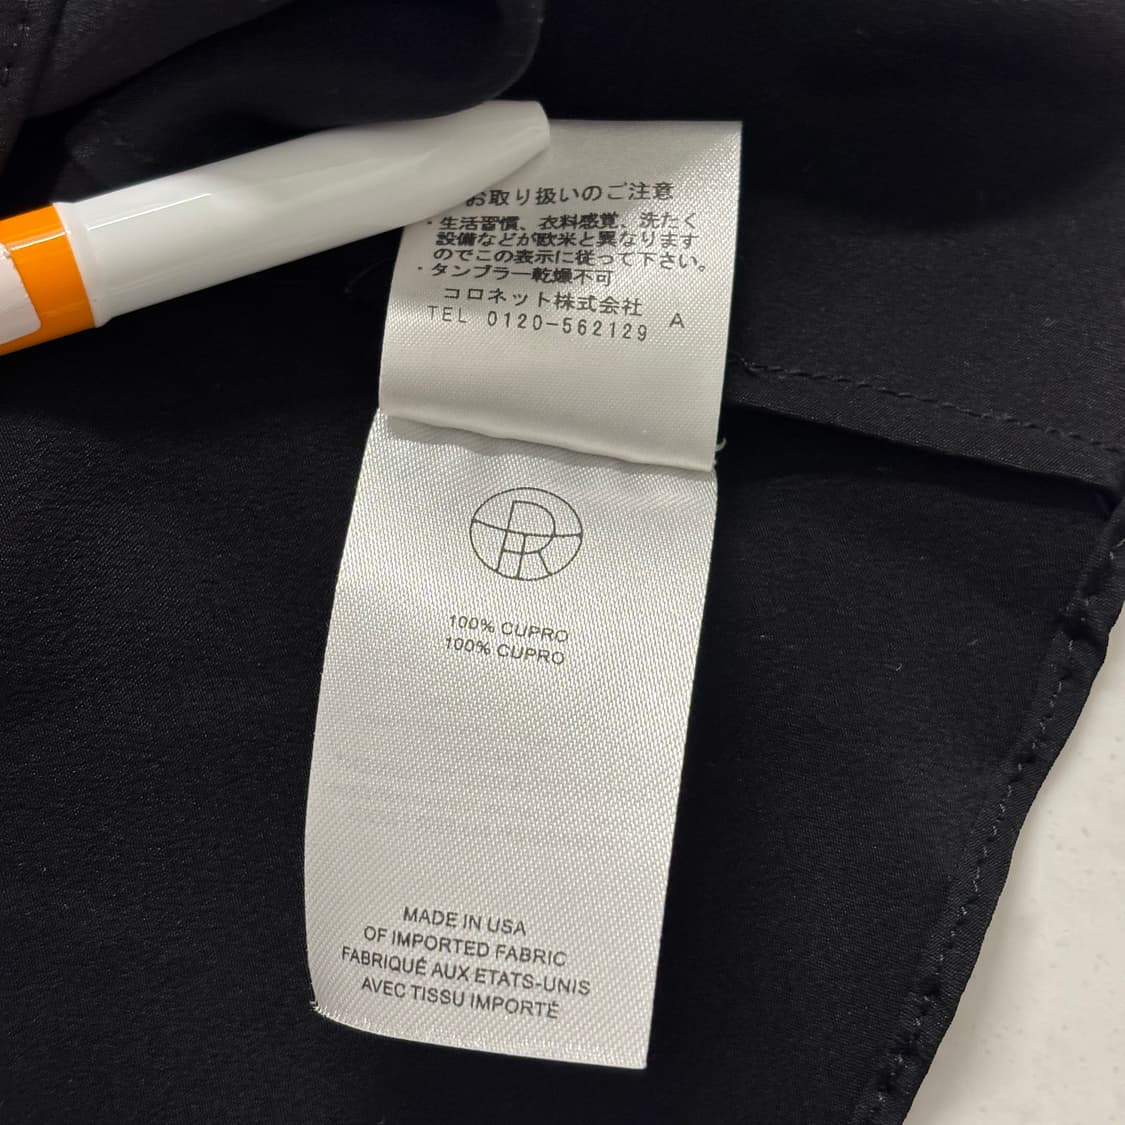 お取り扱いのご注意
・生活習慣、衣料感覚、洗たく
設備などが欧米と異なります
のでこの表示に従って下さい。
・タンブラー乾燥不可
コロネット株式会社 A
TEL 0120-562129
DR
100% CUPRO
100% CUPRO
MADE IN USA
OF IMPORTED FABRIC
FABRIQUÉ AUX ETATS-UNIS
AVEC TISSU IMPORTÉ